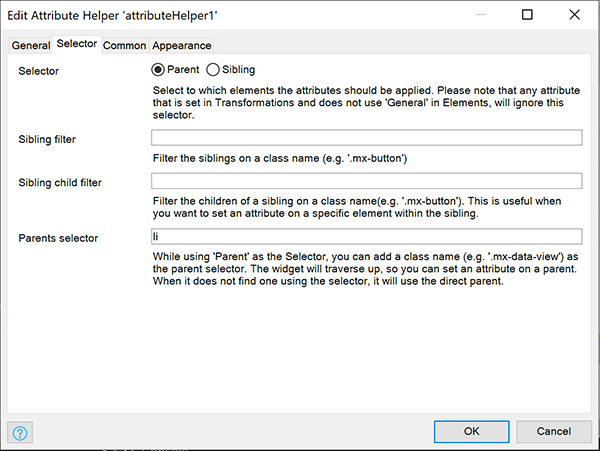 Edit Attribute Helper 'attributeHelper1'
General Selector Common Appearance
Selector Parent Sibling
Select to which elements the attributes should be applied. Please note that any attribute
that is set in Transformations and does not use 'General' in Elements, will ignore this
selector.
Sibling filter
Filter the siblings on a class name (e.g. '.mx-button')
Sibling child filter
Filter the children of a sibling on a class name(e.g. '.mx-button'). This is useful when
you want to set an attribute on a specific element within the sibling.
Parents selector li
While using 'Parent' as the Selector, you can add a class name (e.g. '.mx-data-view') as
the parent selector. The widget will traverse up, so you can set an attribute on a parent.
When it does not find one using the selector, it will use the direct parent.
? OK Cancel